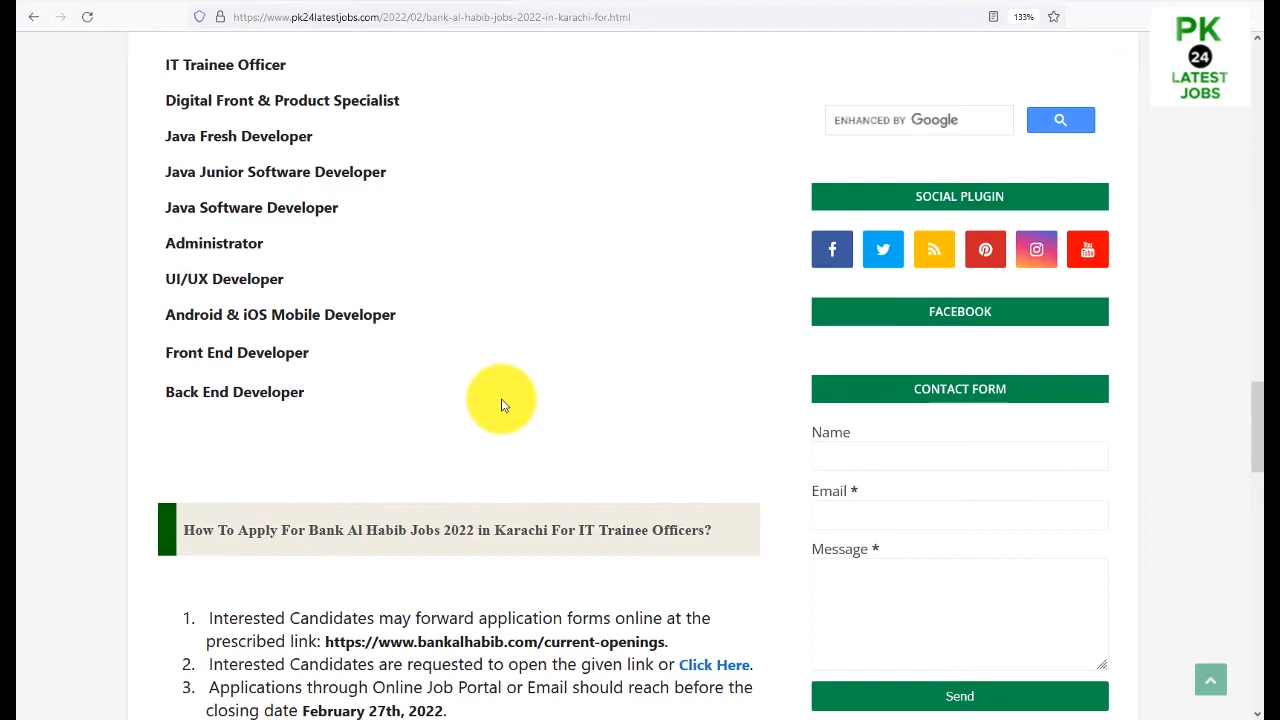 https://www.pk24latestjobs.com/2022/02/bank-al-habib-jobs-2022-in-karachi-for.html
133%
PK
24
LATEST
JOBS
IT Trainee Officer
Digital Front & Product Specialist
Java Fresh Developer
Java Junior Software Developer
Java Software Developer
Administrator
UI/UX Developer
Android & iOS Mobile Developer
Front End Developer
Back End Developer
How To Apply For Bank Al Habib Jobs 2022 in Karachi For IT Trainee Officers?
1. Interested Candidates may forward application forms online at the
prescribed link: https://www.bankalhabib.com/current-openings.
2. Interested Candidates are requested to open the given link or Click Here.
3. Applications through Online Job Portal or Email should reach before the
closing date February 27th, 2022.
ENHANCED BY Google
SOCIAL PLUGIN
You
Tube
FACEBOOK
CONTACT FORM
Name
Email *
Message *
Send